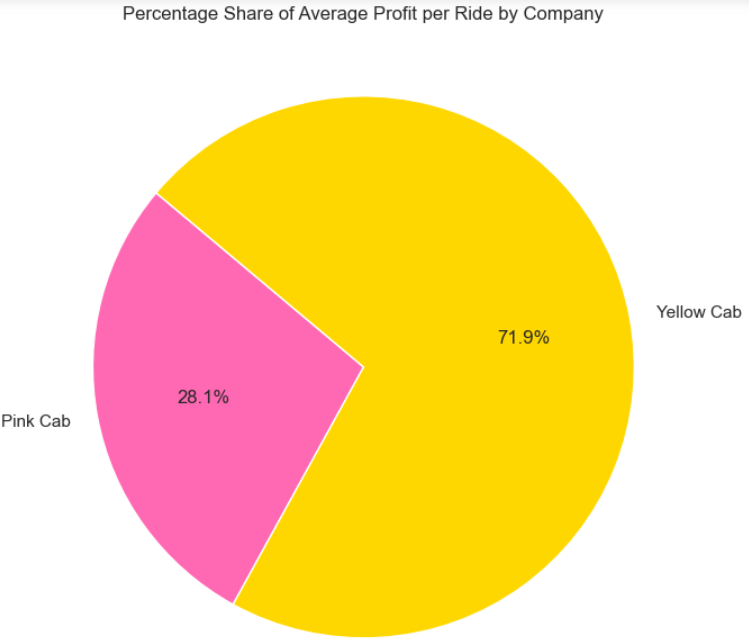 Percentage Share of Average Profit per Ride by Company
Yellow Cab
71.9%
28.1%
Pink Cab